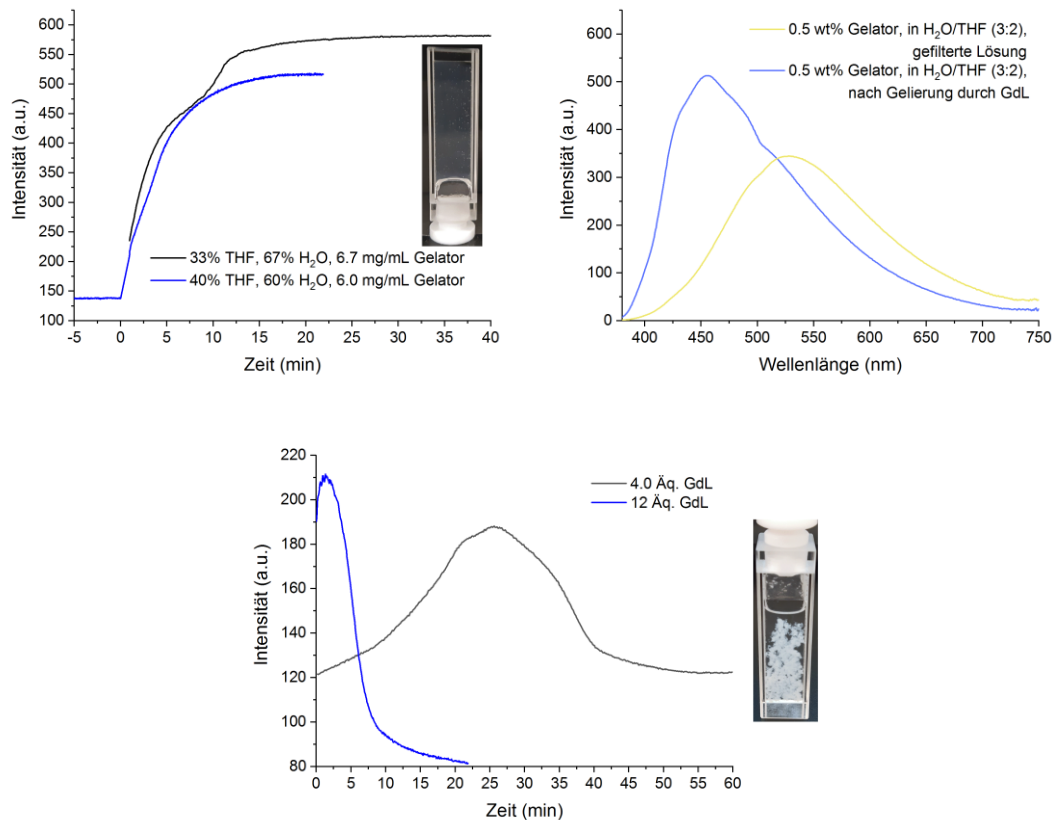 600
550
500
450
400
350
300
250
200
150
100
Intensität (a.u.)
-5 0 5 10 15 20 25 30 35 40
Zeit (min)
33% THF, 67% H₂O, 6.7 mg/mL Gelator
40% THF, 60% H₂O, 6.0 mg/mL Gelator
600
500
400
300
200
100
0
Intensität (a.u.)
400 450 500 550 600 650 700 750
Wellenlänge (nm)
0.5 wt% Gelator, in H₂O/THF (3:2),
gefilterte Lösung
0.5 wt% Gelator, in H₂O/THF (3:2),
nach Gelierung durch GdL
220
200
180
160
140
120
100
80
Intensität (a.u.)
0 5 10 15 20 25 30 35 40 45 50 55 60
Zeit (min)
4.0 Äq. GdL
12 Äq. GdL